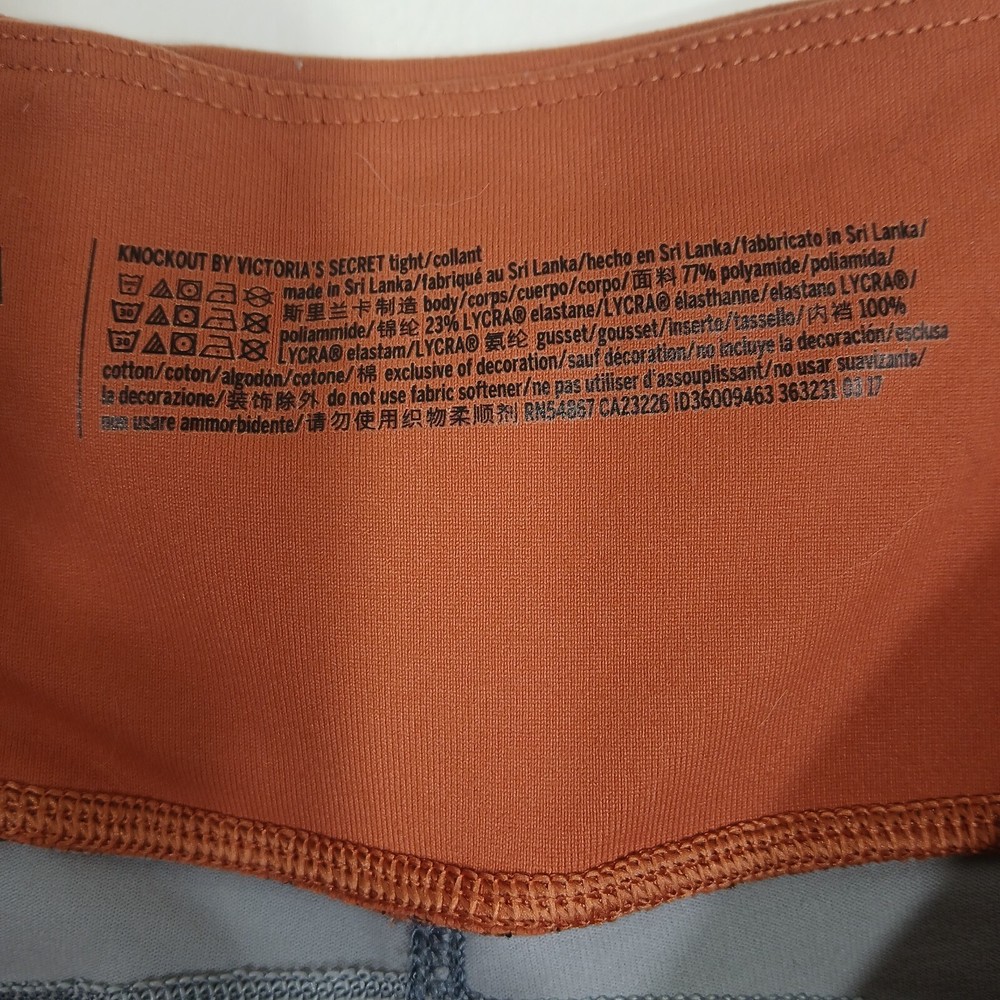 KNOCKOUT BY VICTORIA'S SECRET tight/collant
made in Sri Lanka/fabriqué au Sri Lanka/hecho en Sri Lanka/fabbricato in Sri Lanka/
斯里兰卡制造 body/corps/cuerpo/corpo/面料 77% polyamide/poliamida/
30 poliammide/锦纶 23% LYCRA® elastane/LYCRA® élasthanne/elastano LYCRA®/
30 LYCRA® elastam/LYCRA® 氨纶 gusset/gousset/inserto/tassello/内裆 100%
cotton/coton/algodón/cotone/棉 exclusive of decoration/sauf décoration/no incluye la decoración/esclusa
la decorazione/装饰除外 do not use fabric softener/ne pas utiliser d'assouplissant/no usar suavizante/
non usare ammorbidente/请勿使用织物柔顺剂 RN54867 CA23226 ID36009463 363231 03 17